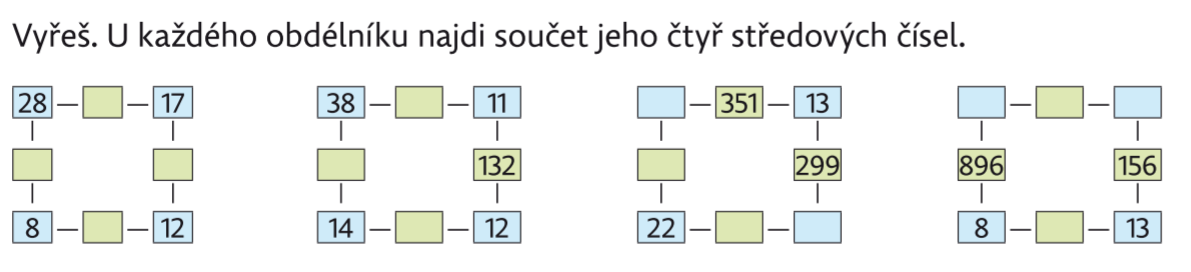 Vyřeš. U každého obdélníku najdi součet jeho čtyř středových čísel.
28 17 38 11 351 13
132 299 896 156
8 12 14 12 22 8 13